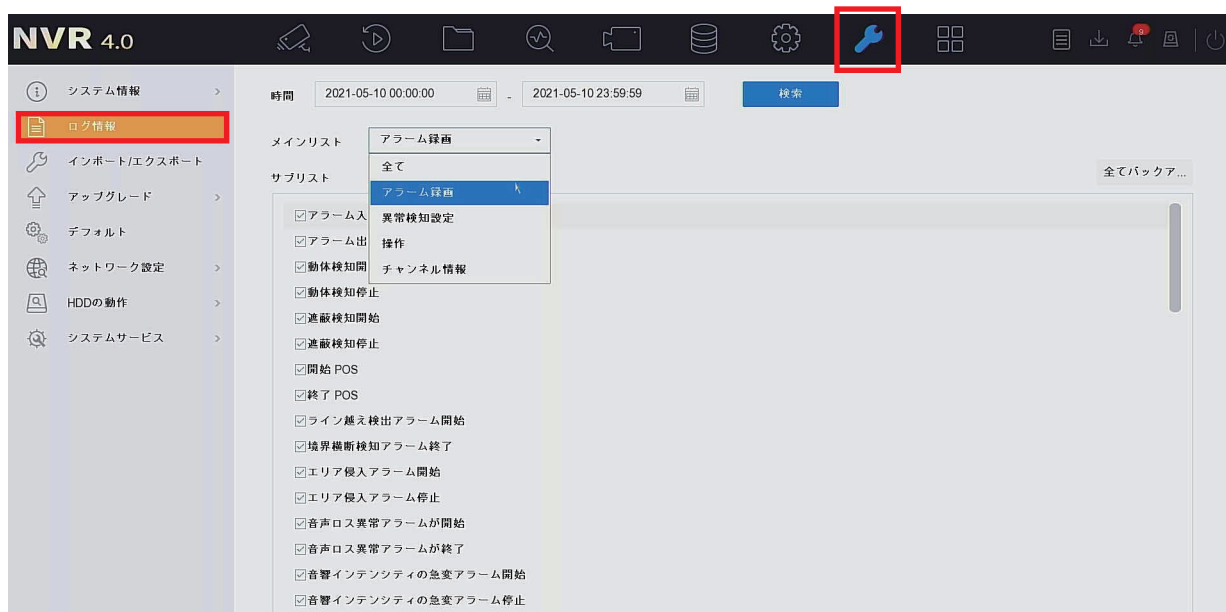 NVR 4.0
9
システム情報
ログ情報
インポート/エクスポート
アップグレード
デフォルト
ネットワーク設定
HDDの動作
システムサービス
時間 2021-05-10 00:00:00 - 2021-05-10 23:59:59 検索
メインリスト アラーム録画
サブリスト
全てバックア...
全て
アラーム録画
異常検知設定
操作
チャンネル情報
アラーム入
アラーム出
動体検知開
動体検知停止
遮蔽検知開始
遮蔽検知停止
開始 POS
終了 POS
ライン越え検出アラーム開始
境界横断検知アラーム終了
エリア侵入アラーム開始
エリア侵入アラーム停止
音声ロス異常アラームが開始
音声ロス異常アラームが終了
音響インテンシティの急変アラーム開始
音響インテンシティの急変アラーム停止